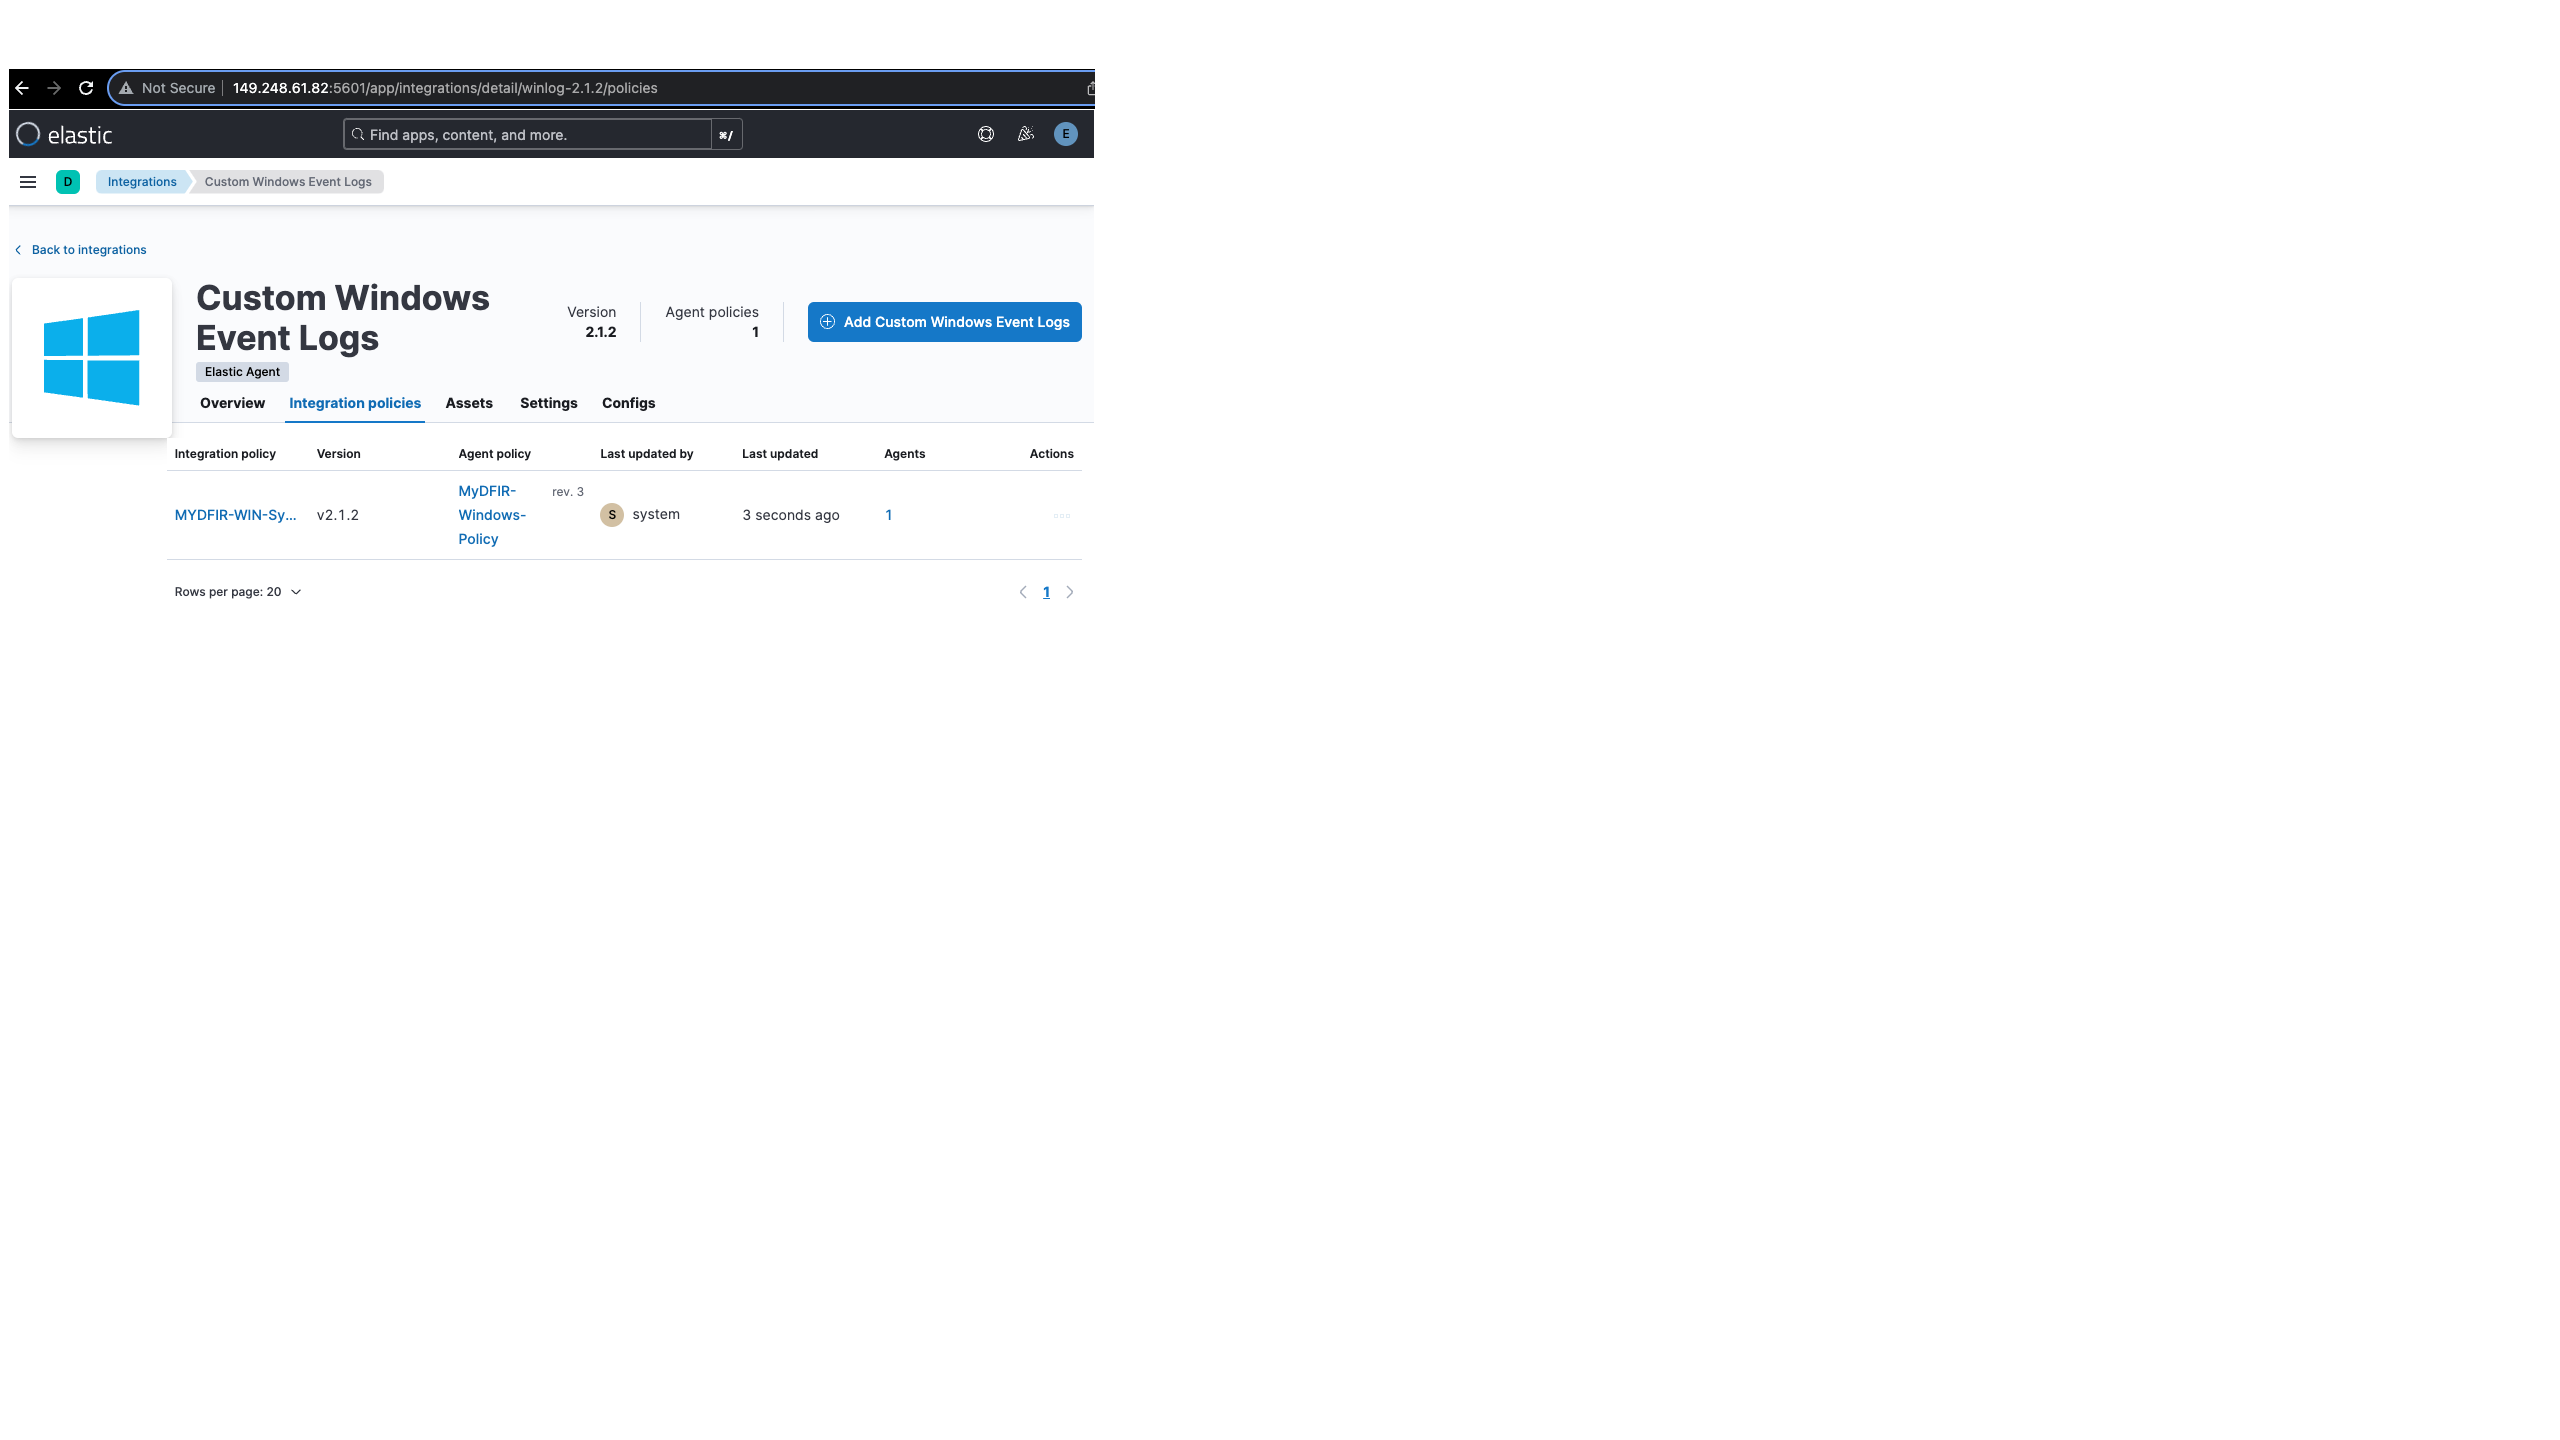 Not Secure 149.248.61.82:5601/app/integrations/detail/winlog-2.1.2/policies
elastic Find apps, content, and more. ⌘/ E
D Integrations Custom Windows Event Logs
Back to integrations
Custom Windows
Event Logs
Version
2.1.2
Agent policies
1
Add Custom Windows Event Logs
Elastic Agent
Overview Integration policies Assets Settings Configs
Integration policy Version Agent policy Last updated by Last updated Agents Actions
MYDFIR-WIN-Sy... v2.1.2 MyDFIR- rev. 3 S system 3 seconds ago 1
Windows-
Policy
Rows per page: 20 1